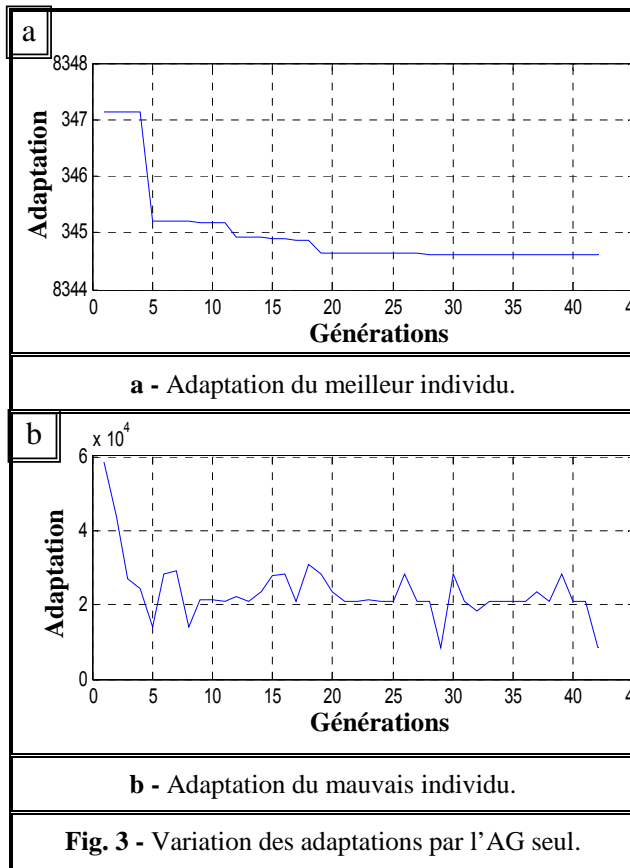 a
8348
347
346
345
8344
Adaptation
0 5 10 15 20 25 30 35 40 4
Générations
a - Adaptation du meilleur individu.
b
x 10^4
6
4
2
0
Adaptation
0 5 10 15 20 25 30 35 40 4
Générations
b - Adaptation du mauvais individu.
Fig. 3 - Variation des adaptations par l'AG seul.